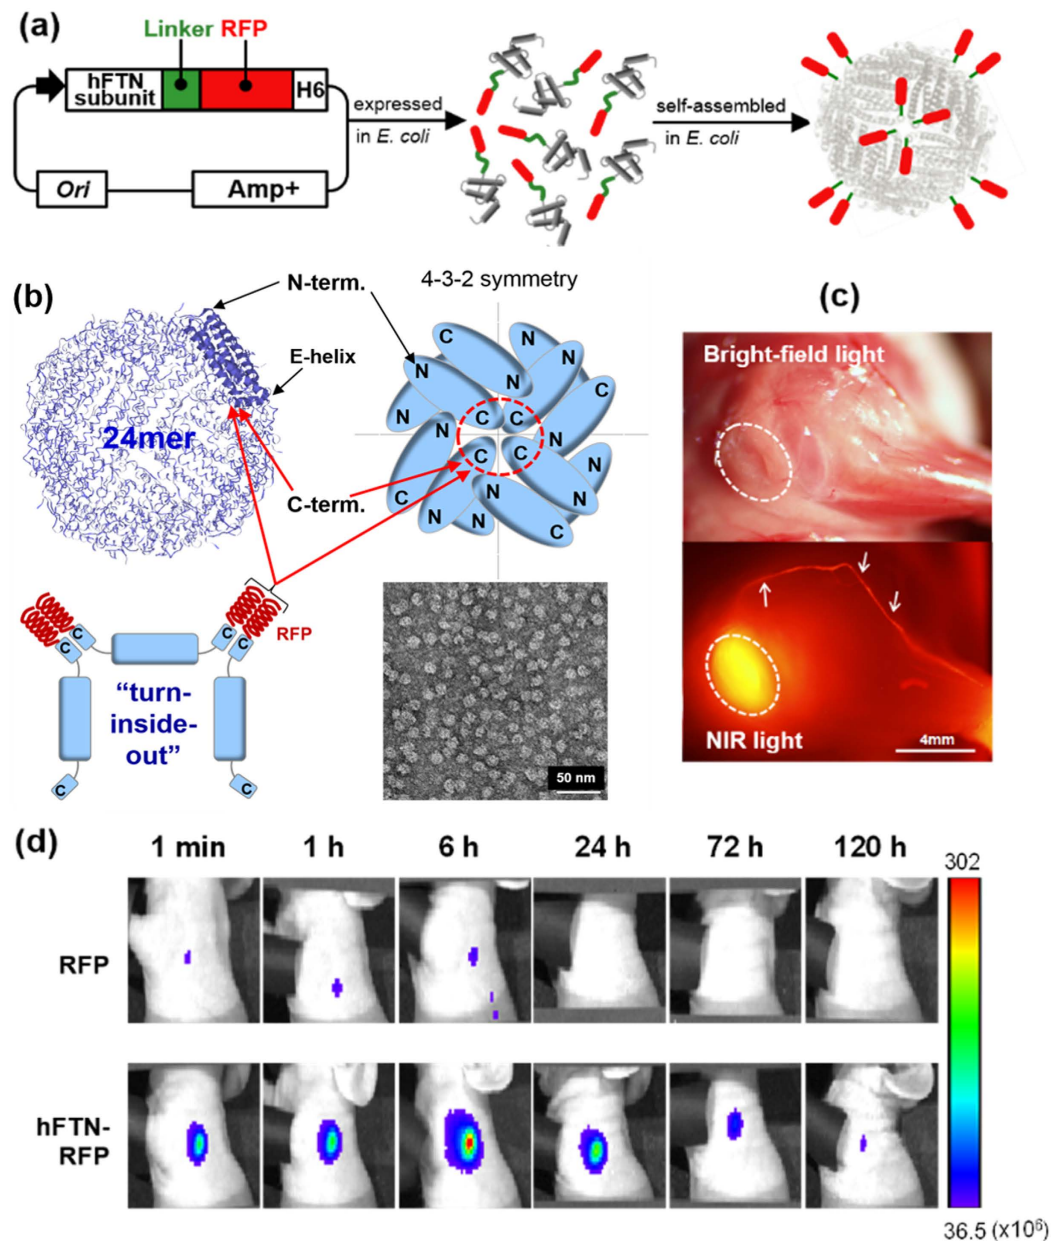 (a)
Linker RFP
hFTN
subunit
H6
Ori
Amp+
expressed
in E. coli
self-assembled
in E. coli
(b)
N-term.
E-helix
24mer
C-term.
4-3-2 symmetry
C
N
N
N
N
C
N
N
C
C
N
C
C
N
C
N
N
N
N
N
C
RFP
C
C
C
C
"turn-
inside-
out"
C
C
50 nm
(c)
Bright-field light
NIR light
4mm
(d)
1 min
1 h
6 h
24 h
72 h
120 h
302
RFP
hFTN-
RFP
36.5 (x10⁶)